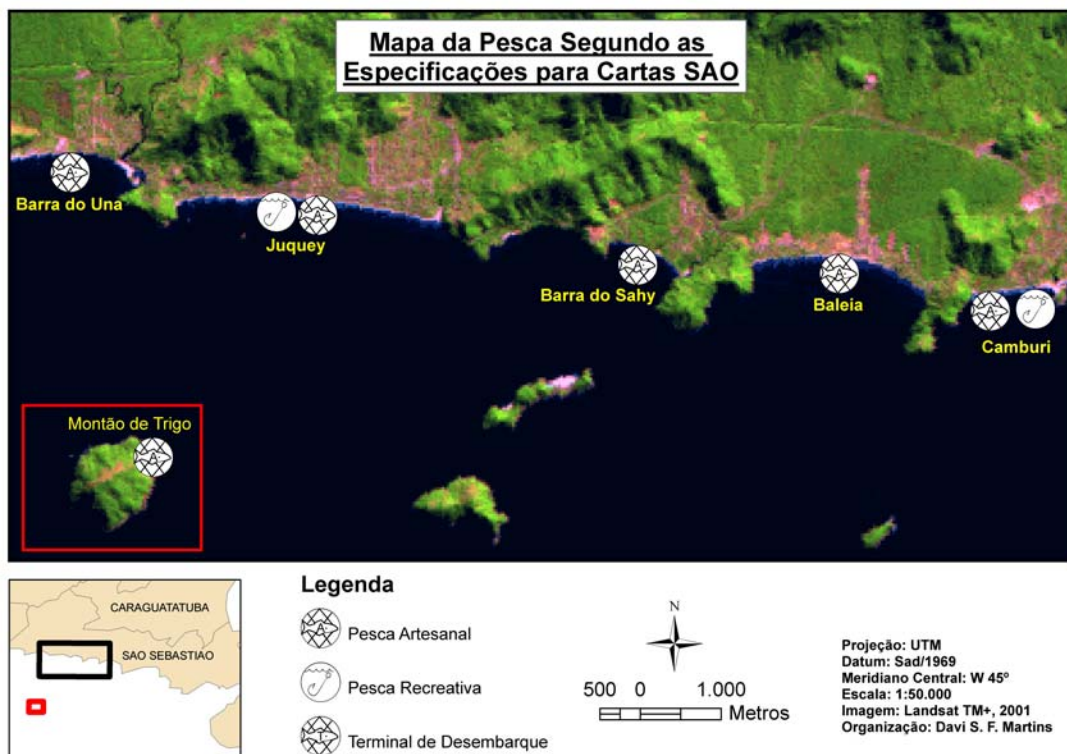 Mapa da Pesca Segundo as
Especificações para Cartas SAO
Barra do Una
A
Juquey
A
Barra do Sahy
A
Baleia
A
Camburi
A
Montão de Trigo
A
CARAGUATATUBA
SAO SEBASTIAO
Legenda
A
Pesca Artesanal
Pesca Recreativa
T
Terminal de Desembarque
N
500 0 1.000
Metros
Projeção: UTM
Datum: Sad/1969
Meridiano Central: W 45º
Escala: 1:50.000
Imagem: Landsat TM+, 2001
Organização: Davi S. F. Martins